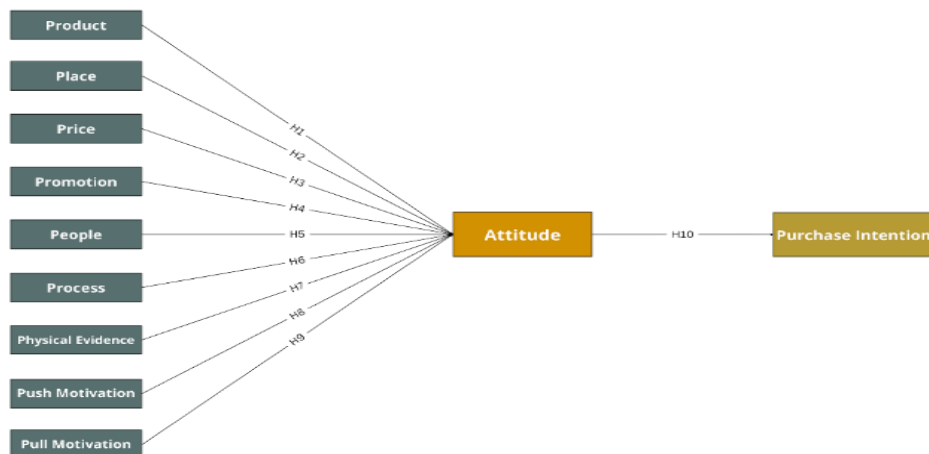 Product
Place
Price
Promotion
People
Process
Physical Evidence
Push Motivation
Pull Motivation
H1
H2
H3
H4
H5
H6
H7
H8
H9
Attitude
H10
Purchase Intention